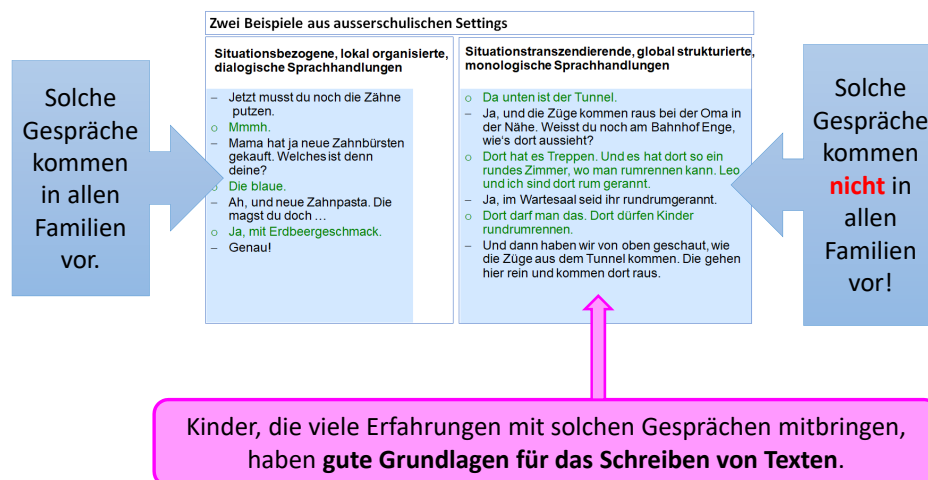 Zwei Beispiele aus ausserschulischen Settings
Solche
Gespräche
kommen
in allen
Familien
vor.
Situationsbezogene, lokal organisierte,
dialogische Sprachhandlungen
– Jetzt musst du noch die Zähne
putzen.
○ Mmmh.
– Mama hat ja neue Zahnbürsten
gekauft. Welches ist denn
deine?
○ Die blaue.
– Ah, und neue Zahnpasta. Die
magst du doch …
○ Ja, mit Erdbeergeschmack.
– Genau!
Situationstranszendierende, global strukturierte,
monologische Sprachhandlungen
○ Da unten ist der Tunnel.
– Ja, und die Züge kommen raus bei der Oma in
der Nähe. Weisst du noch am Bahnhof Enge,
wie's dort aussieht?
○ Dort hat es Treppen. Und es hat dort so ein
rundes Zimmer, wo man rumrennen kann. Leo
und ich sind dort rum gerannt.
– Ja, im Wartesaal seid ihr rundrumgerannt.
○ Dort darf man das. Dort dürfen Kinder
rundrumrennen.
– Und dann haben wir von oben geschaut, wie
die Züge aus dem Tunnel kommen. Die gehen
hier rein und kommen dort raus.
Solche
Gespräche
kommen
nicht in
allen
Familien
vor!
Kinder, die viele Erfahrungen mit solchen Gesprächen mitbringen,
haben gute Grundlagen für das Schreiben von Texten.